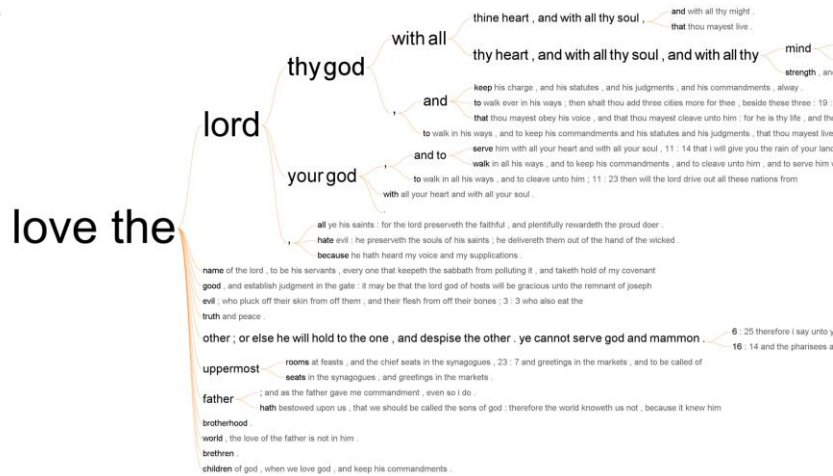 love the
lord
thy god
with all
thine heart , and with all thy soul ,
and with all thy might .
that thou mayest live .
thy heart , and with all thy soul , and with all thy
mind
strength , and
,
and
keep his charge , and his statutes , and his judgments , and his commandments , alway .
to walk ever in his ways ; then shalt thou add three cities more for thee , beside these three : 19 :
that thou mayest obey his voice , and that thou mayest cleave unto him : for he is thy life , and the
to walk in his ways , and to keep his commandments and his statutes and his judgments , that thou mayest live
your god
,
and to
serve him with all your heart and with all your soul , 11 : 14 that i will give you the rain of your land
walk in all his ways , and to keep his commandments , and to cleave unto him , and to serve him
to walk in all his ways , and to cleave unto him ; 11 : 23 then will the lord drive out all these nations from
with all your heart and with all your soul .
.
,
all ye his saints : for the lord preserveth the faithful , and plentifully rewardeth the proud doer .
hate evil : he preserveth the souls of his saints ; he delivereth them out of the hand of the wicked .
because he hath heard my voice and my supplications .
name of the lord , to be his servants , every one that keepeth the sabbath from polluting it , and taketh hold of my covenant
good , and establish judgment in the gate : it may be that the lord god of hosts will be gracious unto the remnant of joseph
evil ; who pluck off their skin from off them , and their flesh from off their bones ; 3 : 3 who also eat the
truth and peace .
other ; or else he will hold to the one , and despise the other . ye cannot serve god and mammon .
6 : 25 therefore i say unto y
16 : 14 and the pharisees a
uppermost
rooms at feasts , and the chief seats in the synagogues , 23 : 7 and greetings in the markets , and to be called of
seats in the synagogues , and greetings in the markets .
father
; and as the father gave me commandment , even so i do .
hath bestowed upon us , that we should be called the sons of god : therefore the world knoweth us not , because it knew him
brotherhood .
world , the love of the father is not in him .
brethren .
children of god , when we love god , and keep his commandments .